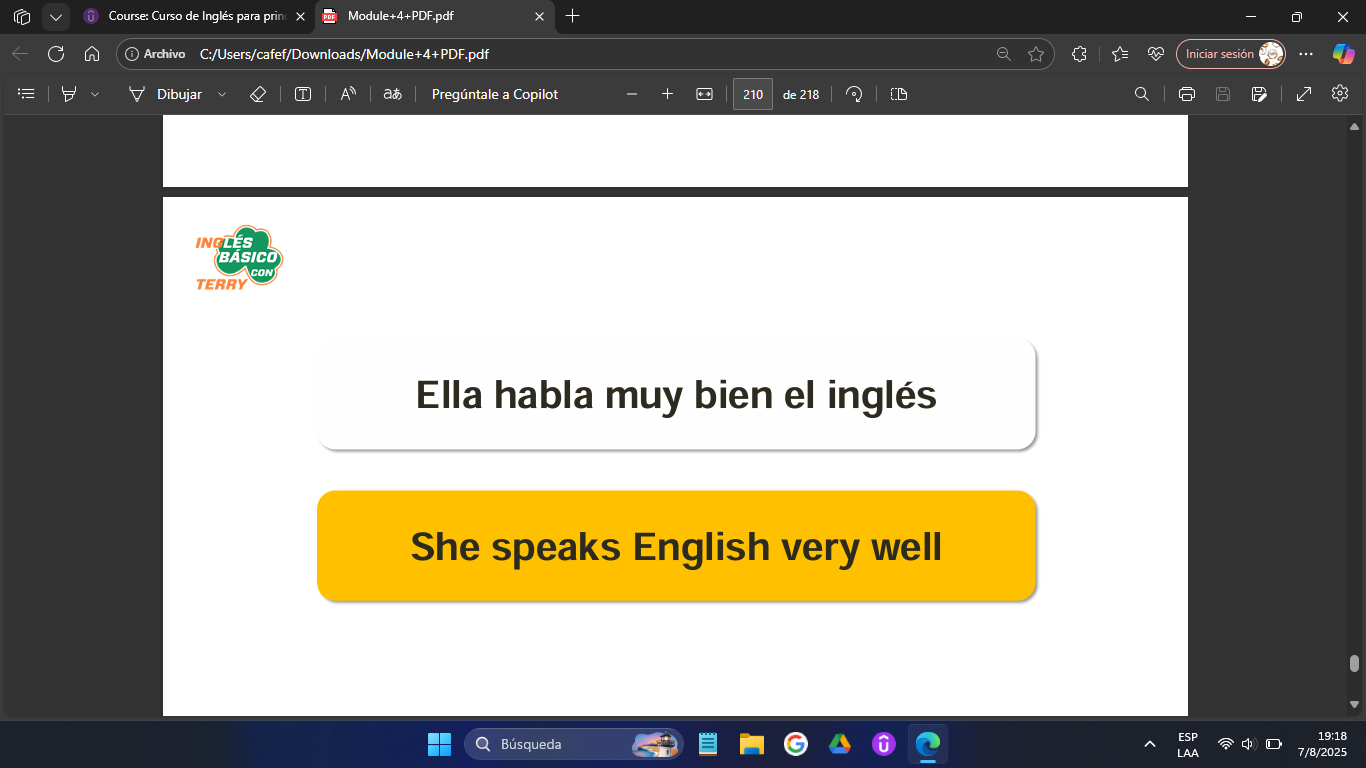 Course: Curso de Inglés para prin
Module+4+PDF.pdf
Archivo
C:/Users/cafef/Downloads/Module+4+PDF.pdf
Iniciar sesión
Dibujar
aあ
Pregúntale a Copilot
210 de 218
INGLÉS
BÁSICO
CON
TERRY
Ella habla muy bien el inglés
She speaks English very well
Búsqueda
ESP
LAA
19:18
7/8/2025